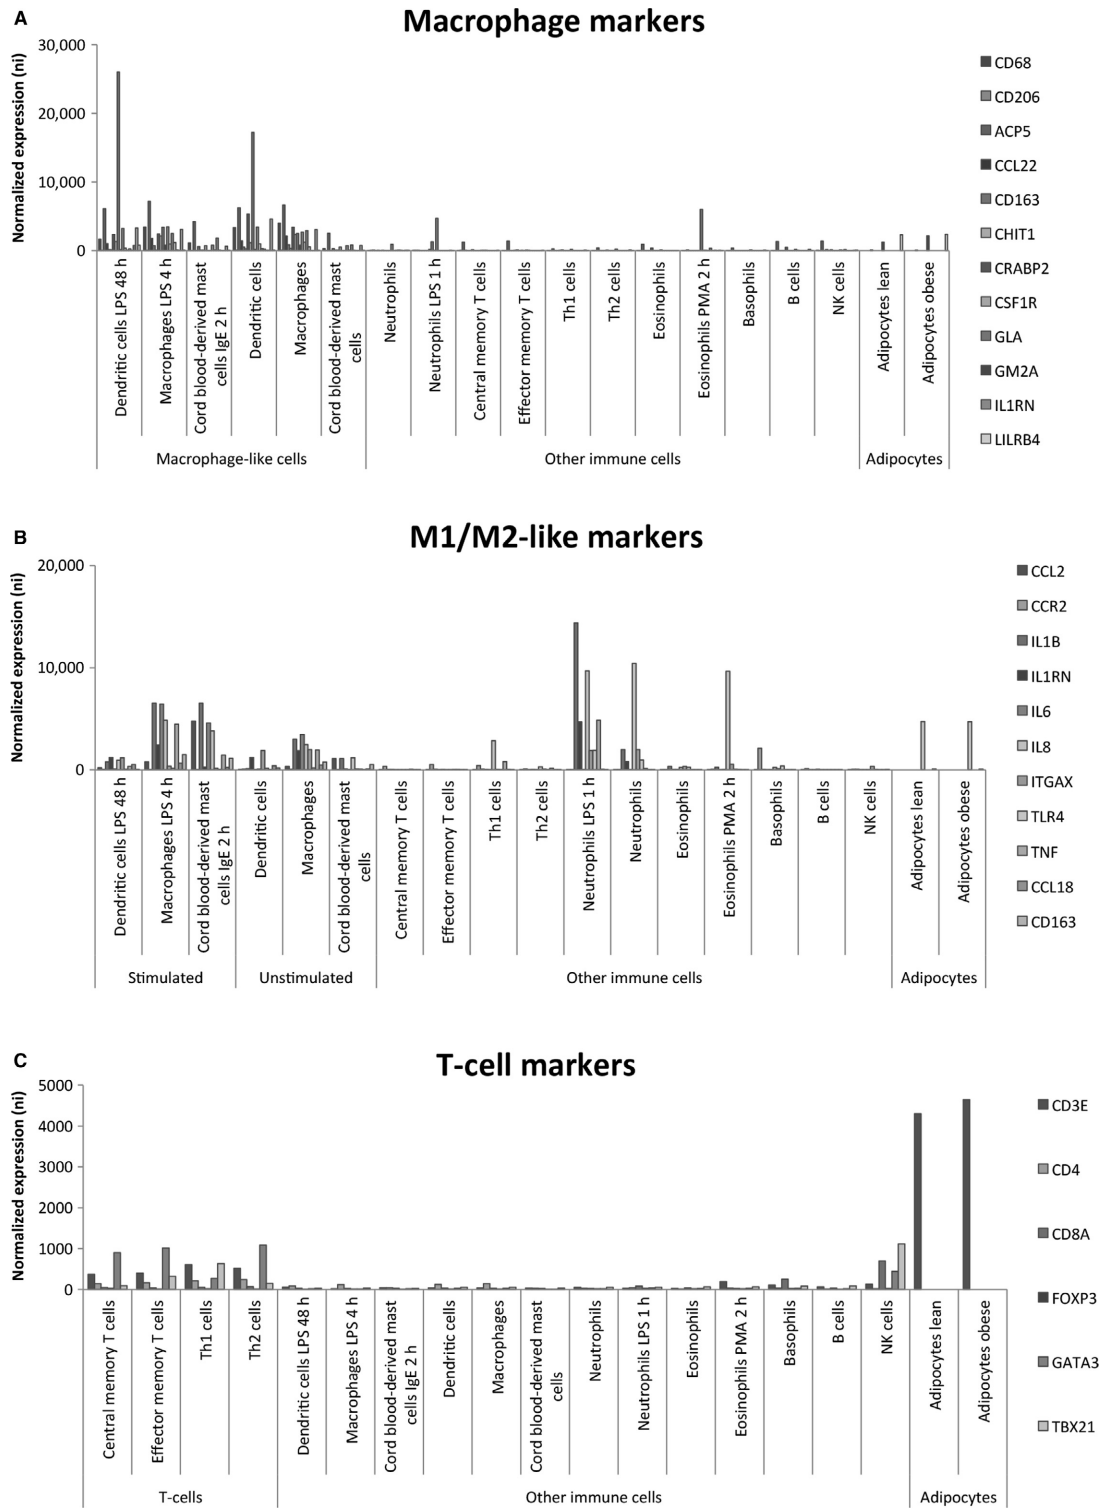 A
Macrophage markers
Normalized expression (ni)
30,000
20,000
10,000
0
CD68
CD206
ACP5
CCL22
CD163
CHIT1
CRABP2
CSF1R
GLA
GM2A
IL1RN
LILRB4
Dendritic cells LPS 48 h
Macrophages LPS 4 h
Cord blood-derived mast
cells IgE 2 h
Dendritic cells
Macrophages
Cord blood-derived mast
cells
Neutrophils
Neutrophils LPS 1 h
Central memory T cells
Effector memory T cells
Th1 cells
Th2 cells
Eosinophils
Eosinophils PMA 2 h
Basophils
B cells
NK cells
Adipocytes lean
Adipocytes obese
Macrophage-like cells
Other immune cells
Adipocytes
B
M1/M2-like markers
Normalized expression (ni)
20,000
10,000
0
CCL2
CCR2
IL1B
IL1RN
IL6
IL8
ITGAX
TLR4
TNF
CCL18
CD163
Dendritic cells LPS 48 h
Macrophages LPS 4 h
Cord blood-derived mast
cells IgE 2 h
Dendritic cells
Macrophages
Cord blood-derived mast
cells
Central memory T cells
Effector memory T cells
Th1 cells
Th2 cells
Neutrophils LPS 1 h
Neutrophils
Eosinophils
Eosinophils PMA 2 h
Basophils
B cells
NK cells
Adipocytes lean
Adipocytes obese
Stimulated
Unstimulated
Other immune cells
Adipocytes
C
T-cell markers
Normalized expression (ni)
5000
4000
3000
2000
1000
0
CD3E
CD4
CD8A
FOXP3
GATA3
TBX21
Central memory T cells
Effector memory T cells
Th1 cells
Th2 cells
Dendritic cells LPS 48 h
Macrophages LPS 4 h
Cord blood-derived mast
cells IgE 2 h
Dendritic cells
Macrophages
Cord blood-derived mast
cells
Neutrophils
Neutrophils LPS 1 h
Eosinophils
Eosinophils PMA 2 h
Basophils
B cells
NK cells
Adipocytes lean
Adipocytes obese
T-cells
Other immune cells
Adipocytes